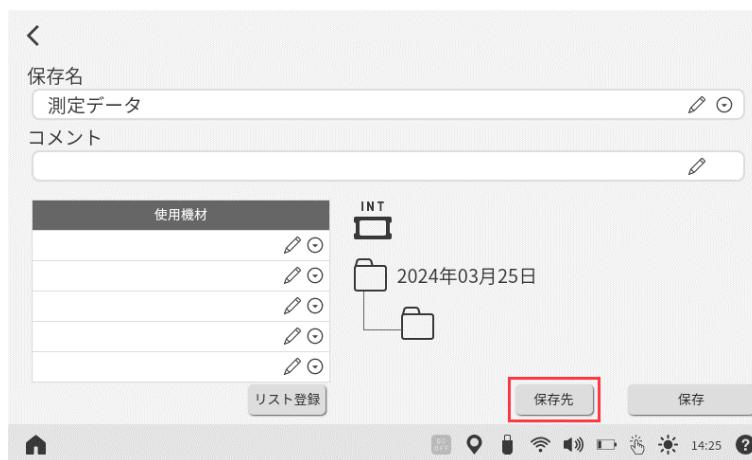 保存名
測定データ
コメント
使用機材
INT
2024年03月25日
リスト登録
保存先
保存
14:25
?